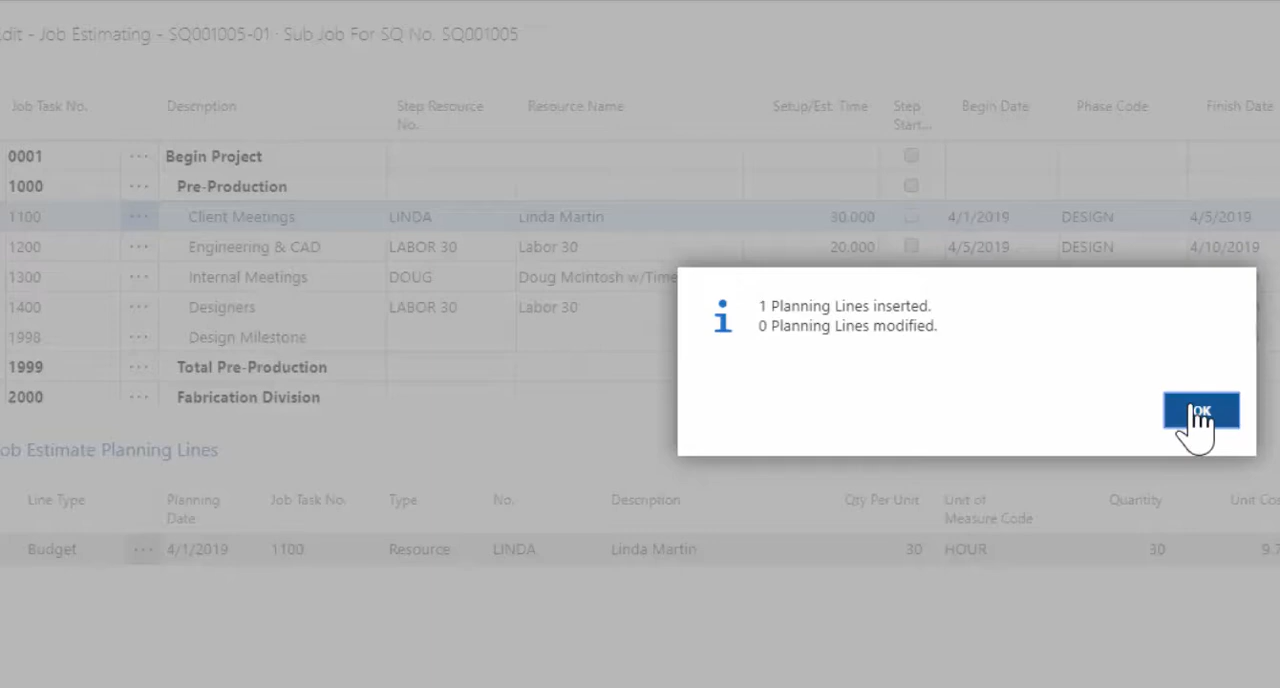 dit - Job Estimating - SQ001005-01 · Sub Job For SQ No. SQ001005
Job Task No. Description Step Resource No. Resource Name Setup/Est. Time Step Start... Begin Date Phase Code Finish Date
0001 ··· Begin Project
1000 ··· Pre-Production
1100 ··· Client Meetings LINDA Linda Martin 30.000 4/1/2019 DESIGN 4/5/2019
1200 ··· Engineering & CAD LABOR 30 Labor 30 20.000 4/5/2019 DESIGN 4/10/2019
1300 ··· Internal Meetings DOUG Doug McIntosh w/Time
1400 ··· Designers LABOR 30 Labor 30
1998 ··· Design Milestone
1999 ··· Total Pre-Production
2000 ··· Fabrication Division
1 Planning Lines inserted.
0 Planning Lines modified.
OK
ob Estimate Planning Lines
Line Type Planning Date Job Task No. Type No. Description Qty Per Unit Unit of Measure Code Quantity Unit Cos
Budget ··· 4/1/2019 1100 Resource LINDA Linda Martin 30 HOUR 30 9.7